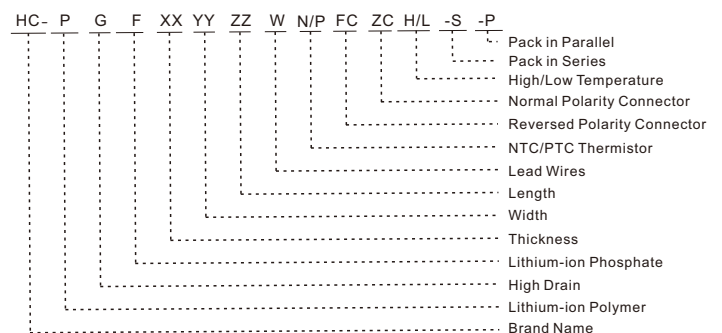 HC- P G F XX YY ZZ W N/P FC ZC H/L -S -P
Pack in Parallel
Pack in Series
High/Low Temperature
Normal Polarity Connector
Reversed Polarity Connector
NTC/PTC Thermistor
Lead Wires
Length
Width
Thickness
Lithium-ion Phosphate
High Drain
Lithium-ion Polymer
Brand Name